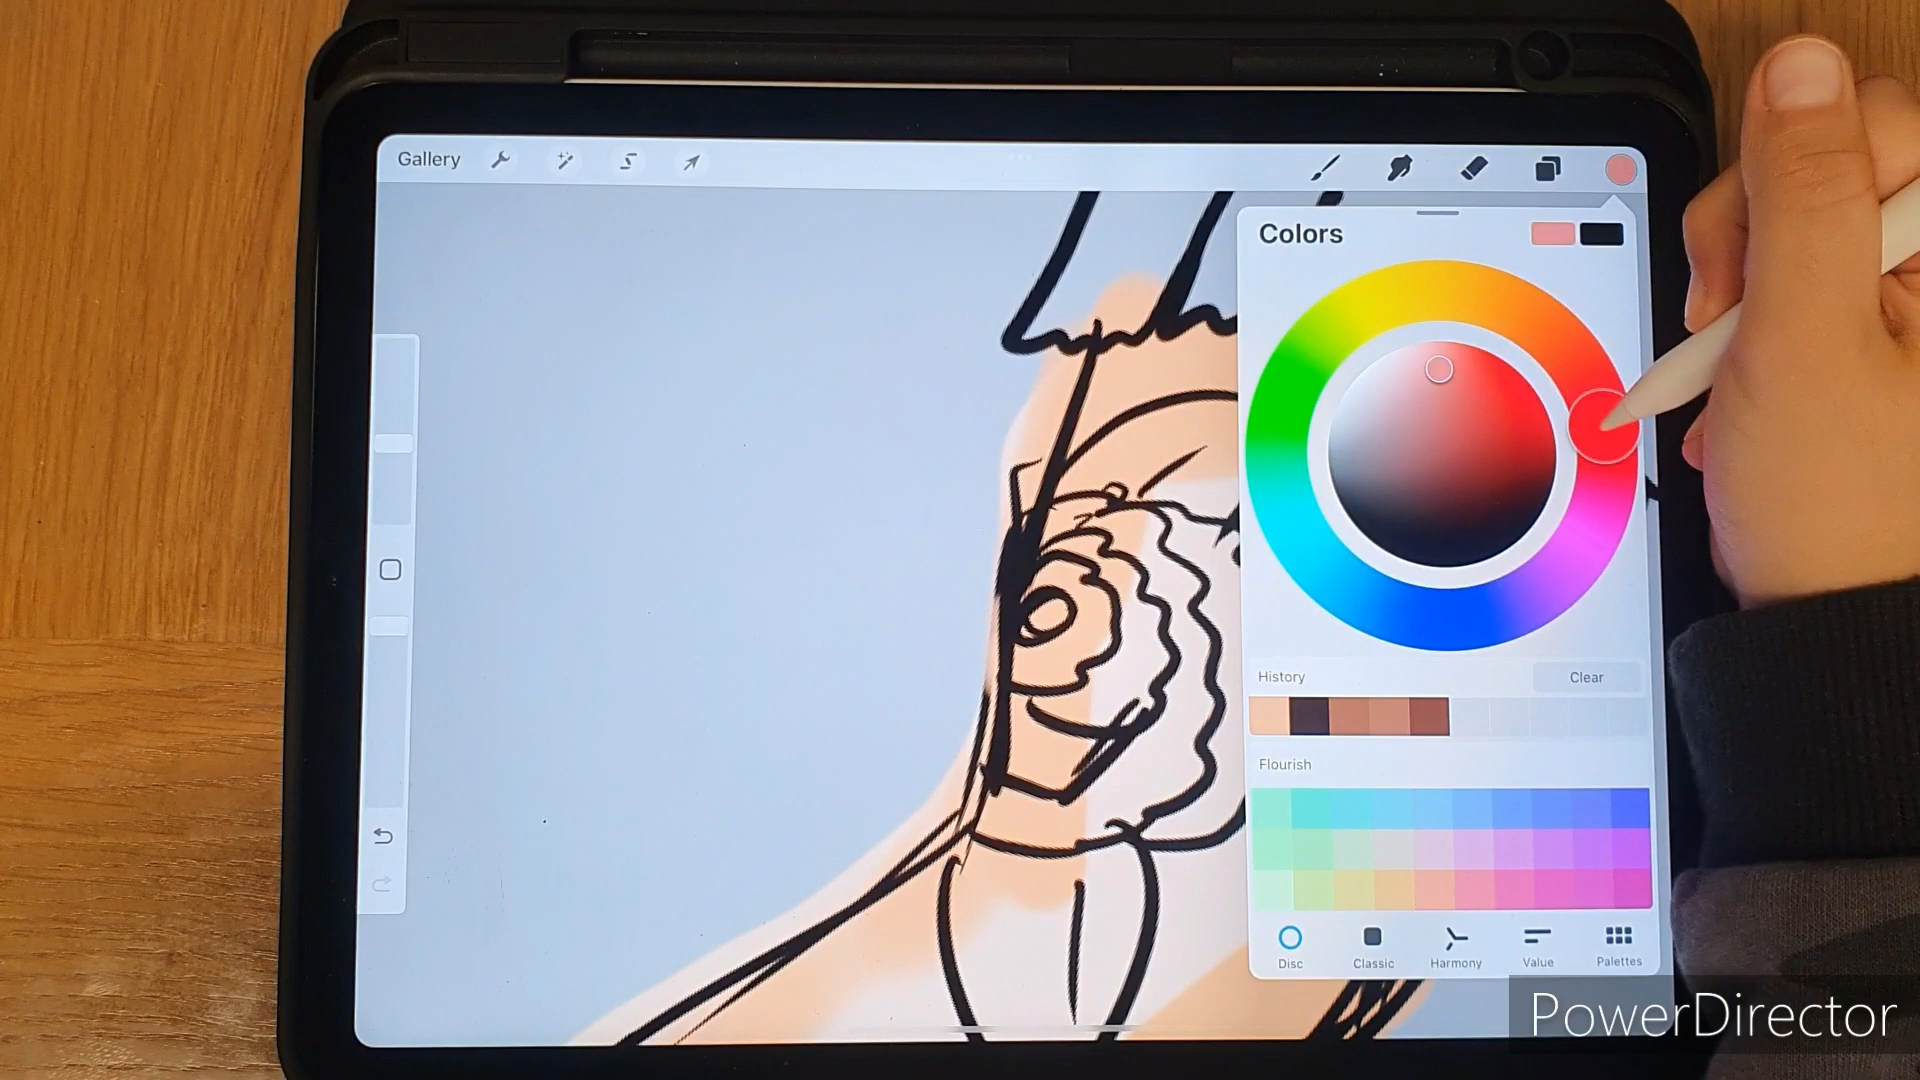 Gallery
Colors
History
Clear
Flourish
Disc
Classic
Harmony
Value
Palettes
PowerDirector